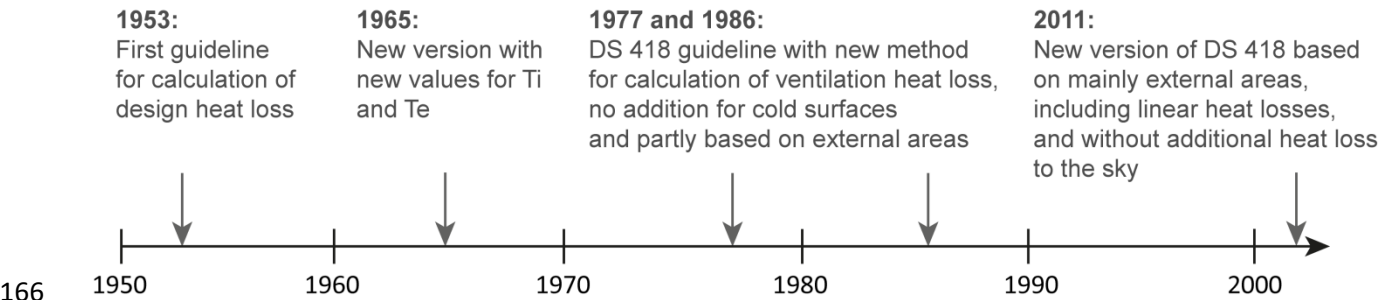 1953:
First guideline
for calculation of
design heat loss
1965:
New version with
new values for Ti
and Te
1977 and 1986:
DS 418 guideline with new method
for calculation of ventilation heat loss,
no addition for cold surfaces
and partly based on external areas
2011:
New version of DS 418 based
on mainly external areas,
including linear heat losses,
and without additional heat loss
to the sky
166
1950
1960
1970
1980
1990
2000